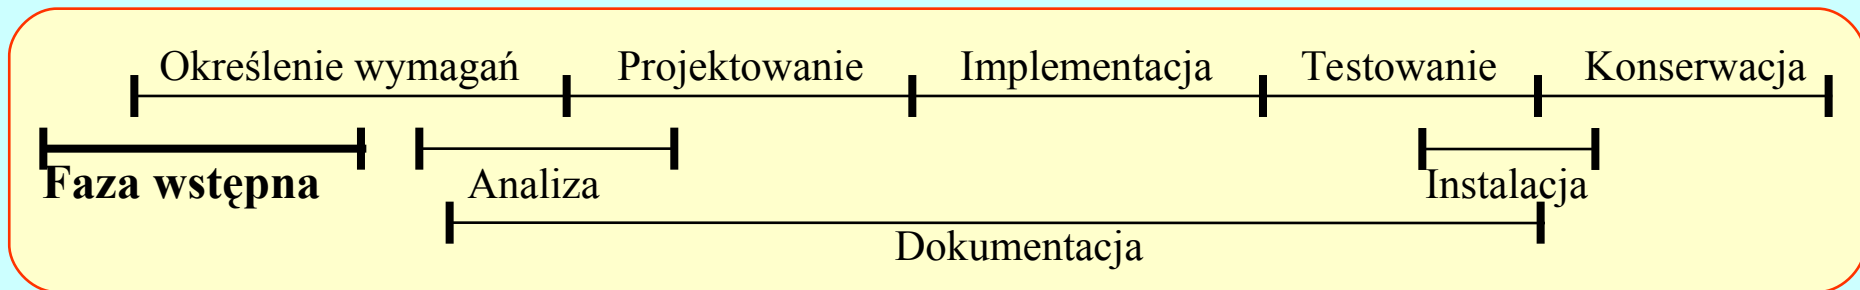 Określenie wymagań Projektowanie Implementacja Testowanie Konserwacja
Faza wstępna Analiza Instalacja
Dokumentacja